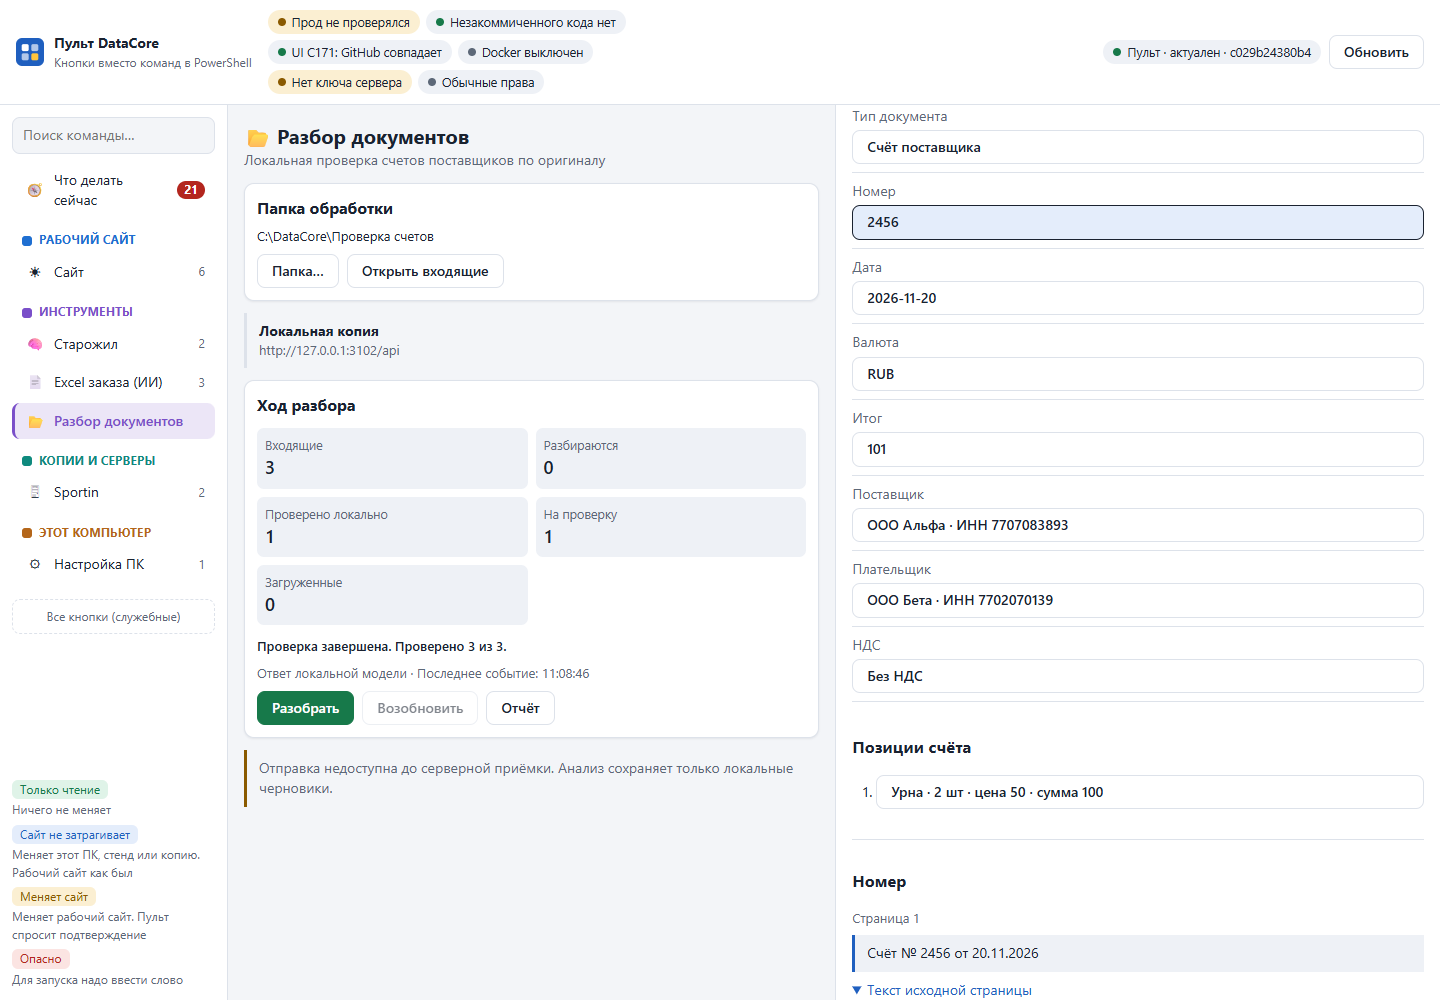 Пульт DataCore
Кнопки вместо команд в PowerShell
Прод не проверялся
Незакоммиченного кода нет
UI C171: GitHub совпадает
Docker выключен
Нет ключа сервера
Обычные права
Пульт · актуален · c029b24380b4
Обновить
Поиск команды...
Что делать
сейчас
21
РАБОЧИЙ САЙТ
Сайт 6
ИНСТРУМЕНТЫ
Старожил 2
Excel заказа (ИИ) 3
Разбор документов
КОПИИ И СЕРВЕРЫ
Sportin 2
ЭТОТ КОМПЬЮТЕР
Настройка ПК 1
Все кнопки (служебные)
Только чтение
Ничего не меняет
Сайт не затрагивает
Меняет этот ПК, стенд или копию.
Рабочий сайт как был
Меняет сайт
Меняет рабочий сайт. Пульт
спросит подтверждение
Опасно
Для запуска надо ввести слово
Разбор документов
Локальная проверка счетов поставщиков по оригиналу
Папка обработки
C:\DataCore\Проверка счетов
Папка...
Открыть входящие
Локальная копия
http://127.0.0.1:3102/api
Ход разбора
Входящие
3
Разбираются
0
Проверено локально
1
На проверку
1
Загруженные
0
Проверка завершена. Проверено 3 из 3.
Ответ локальной модели · Последнее событие: 11:08:46
Разобрать
Возобновить
Отчёт
Отправка недоступна до серверной приёмки. Анализ сохраняет только локальные
черновики.
Тип документа
Счёт поставщика
Номер
2456
Дата
2026-11-20
Валюта
RUB
Итог
101
Поставщик
ООО Альфа · ИНН 7707083893
Плательщик
ООО Бета · ИНН 7702070139
НДС
Без НДС
Позиции счёта
1. Урна · 2 шт · цена 50 · сумма 100
Номер
Страница 1
Счёт № 2456 от 20.11.2026
Текст исходной страницы